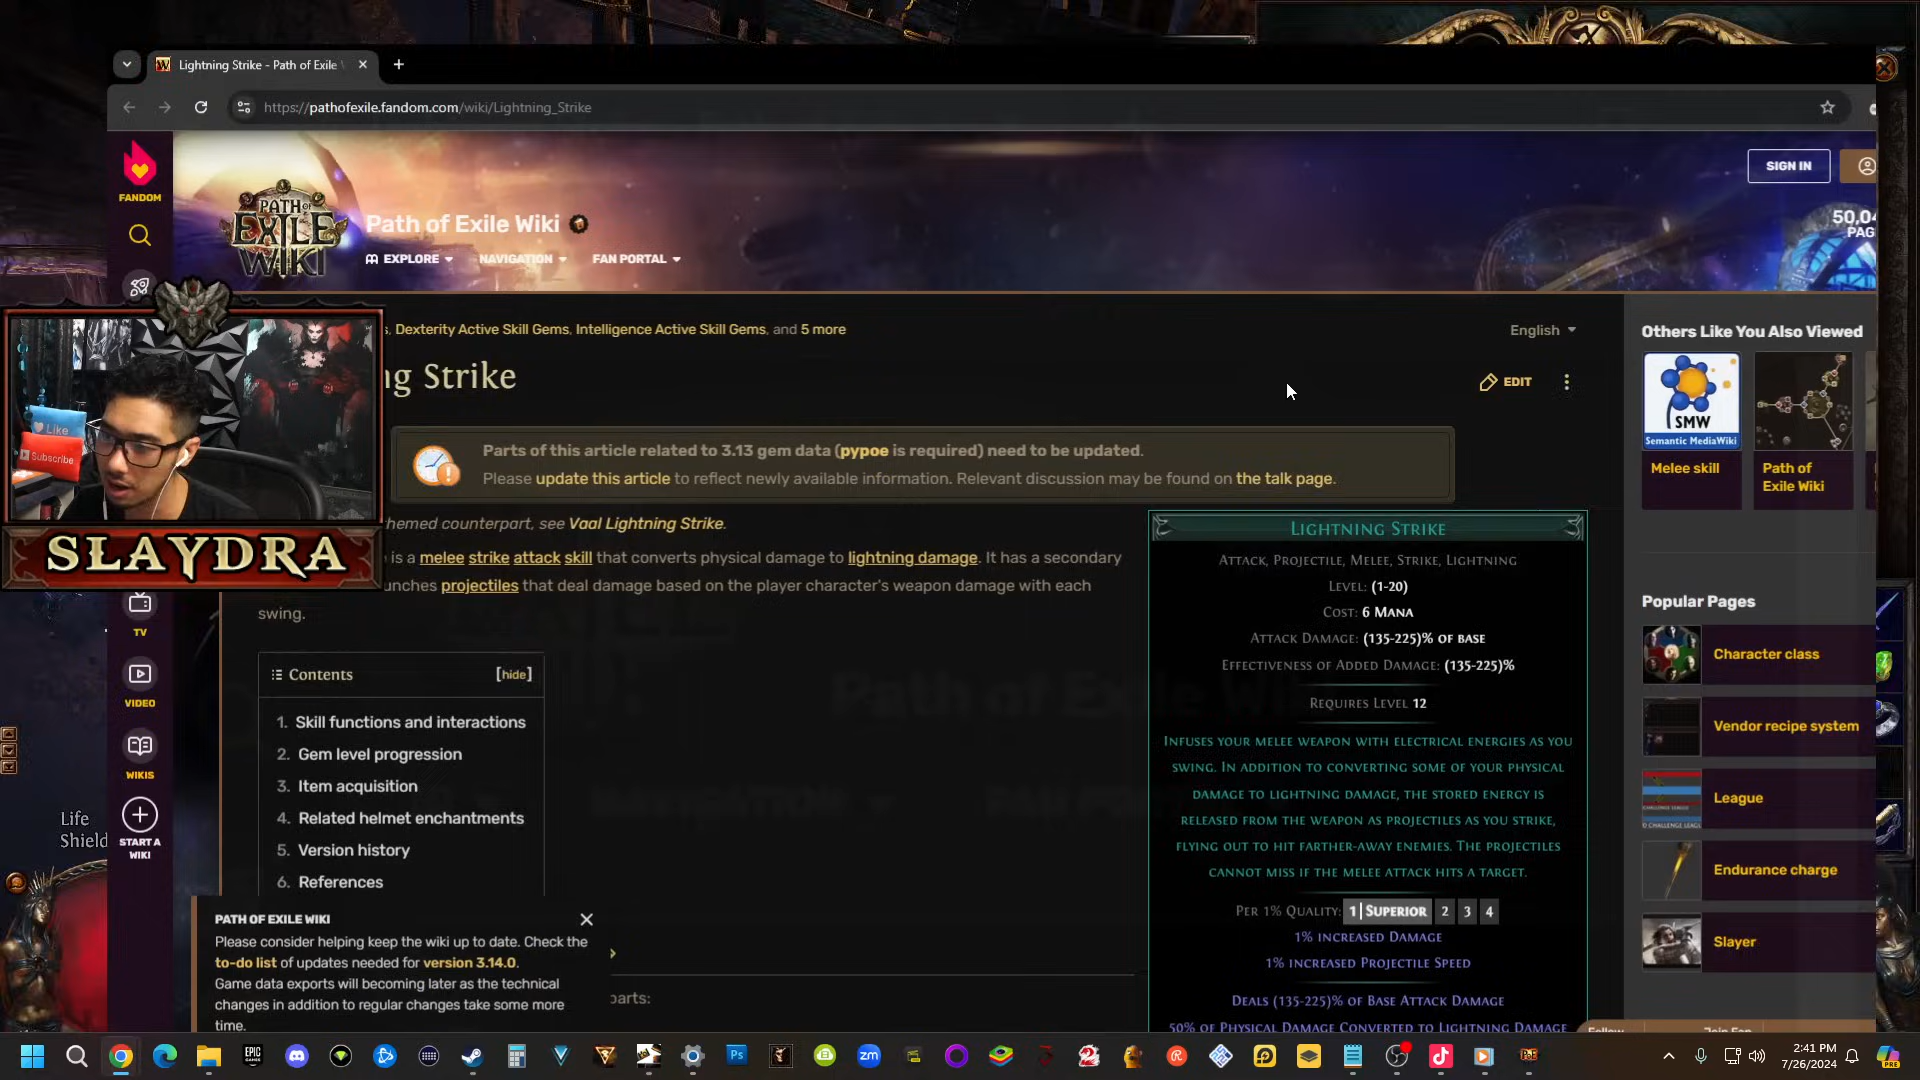 Lightning Strike - Path of Exile W
https://pathofexile.fandom.com/wiki/Lightning_Strike
FANDOM
PATH OF EXILE WIKI
Path of Exile Wiki
EXPLORE
NAVIGATION
FAN PORTAL
SIGN IN
50,04
PAG
s, Dexterity Active Skill Gems, Intelligence Active Skill Gems, and 5 more
English
ng Strike
EDIT
Parts of this article related to 3.13 gem data (pypoe is required) need to be updated.
Please update this article to reflect newly available information. Relevant discussion may be found on the talk page.
hemed counterpart, see Vaal Lightning Strike.
is a melee strike attack skill that converts physical damage to lightning damage. It has a secondary
unches projectiles that deal damage based on the player character's weapon damage with each
swing.
Like
Subscribe
SLAYDRA
TV
VIDEO
WIKIS
START A
WIKI
Life
Shield
Contents [hide]
1. Skill functions and interactions
2. Gem level progression
3. Item acquisition
4. Related helmet enchantments
5. Version history
6. References
PATH OF EXILE WIKI
Please consider helping keep the wiki up to date. Check the
to-do list of updates needed for version 3.14.0.
Game data exports will becoming later as the technical
changes in addition to regular changes take some more
time.
parts:
Lightning Strike
Attack, Projectile, Melee, Strike, Lightning
Level: (1-20)
Cost: 6 Mana
Attack Damage: (135-225)% of base
Effectiveness of Added Damage: (135-225)%
Requires Level 12
Infuses your melee weapon with electrical energies as you
swing. In addition to converting some of your physical
damage to lightning damage, the stored energy is
released from the weapon as projectiles as you strike,
flying out to hit farther-away enemies. The projectiles
cannot miss if the melee attack hits a target.
Per 1% Quality: 1 | Superior 2 3 4
1% increased Damage
1% increased Projectile Speed
Deals (135-225)% of Base Attack Damage
50% of Physical Damage Converted to Lightning Damage
Others Like You Also Viewed
SMW
Semantic MediaWiki
Melee skill
Path of
Exile Wiki
Popular Pages
Character class
Vendor recipe system
League
Endurance charge
Slayer
Follow
Join Fan
EPIC
GAMES
Ps
zm
2:41 PM
7/26/2024
PRE